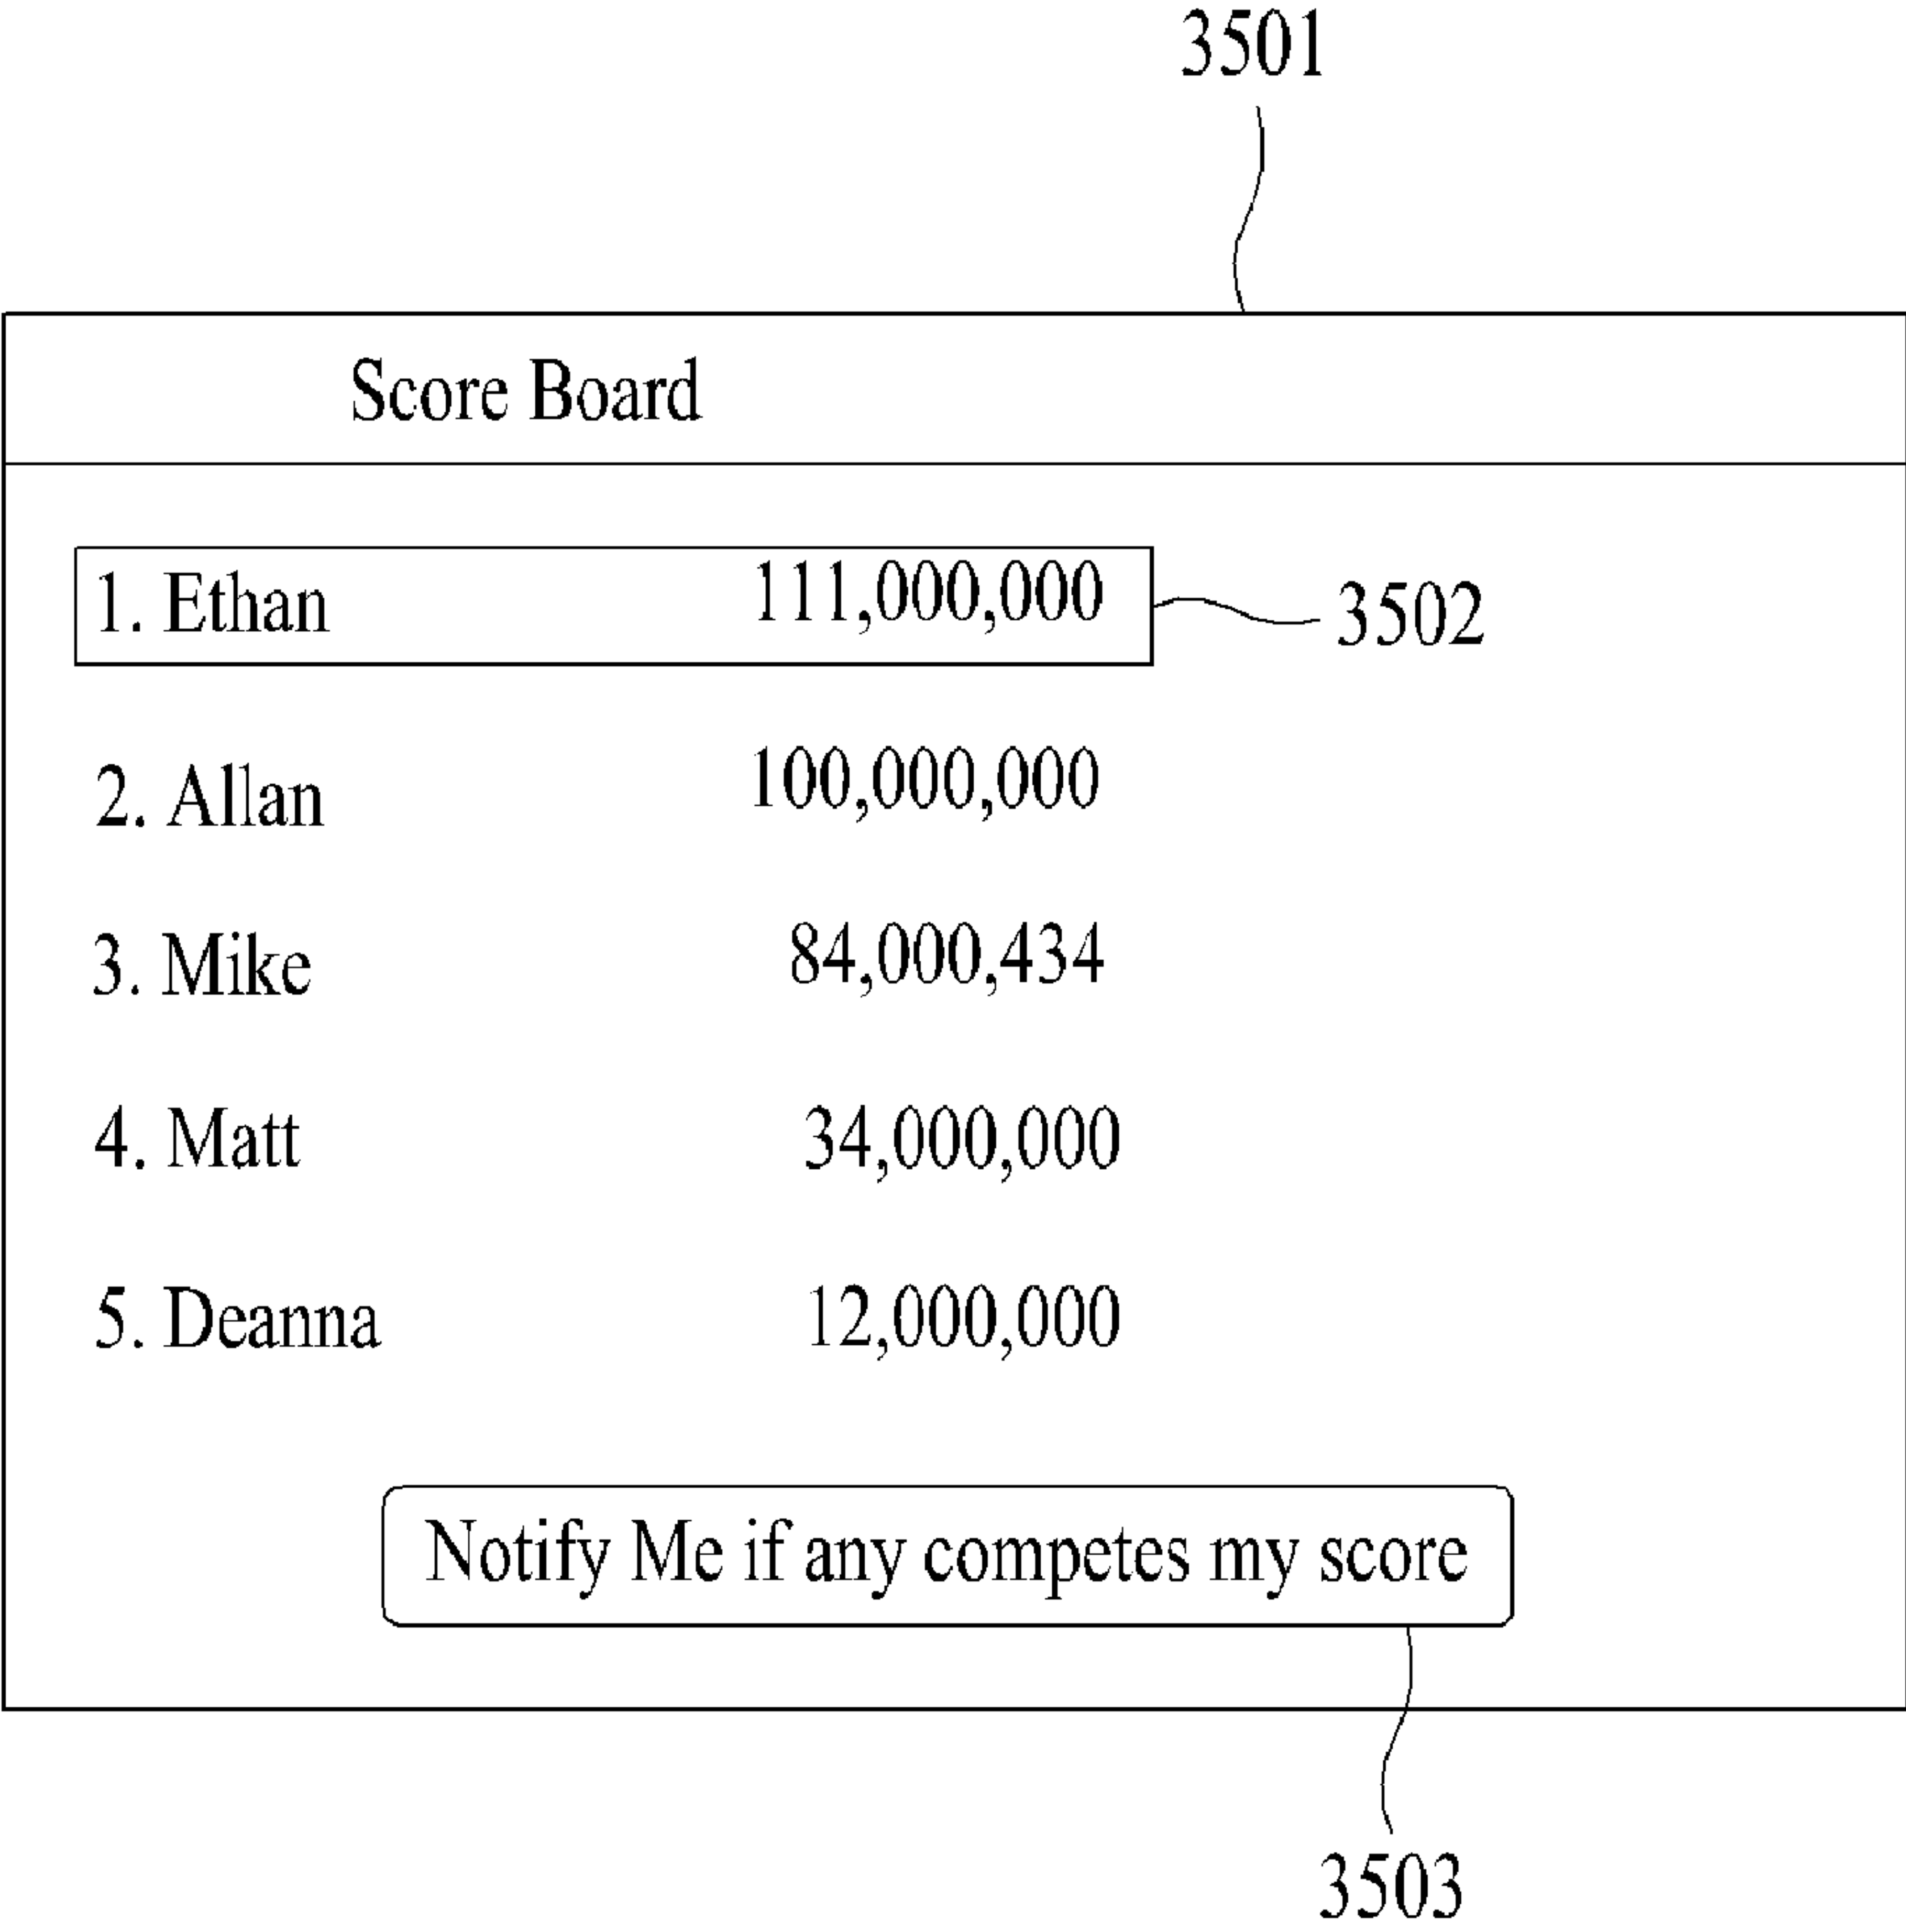 3501
Score Board
1. Ethan 111,000,000
3502
2. Allan 100,000,000
3. Mike 84,000,434
4. Matt 34,000,000
5. Deanna 12,000,000
Notify Me if any competes my score
3503